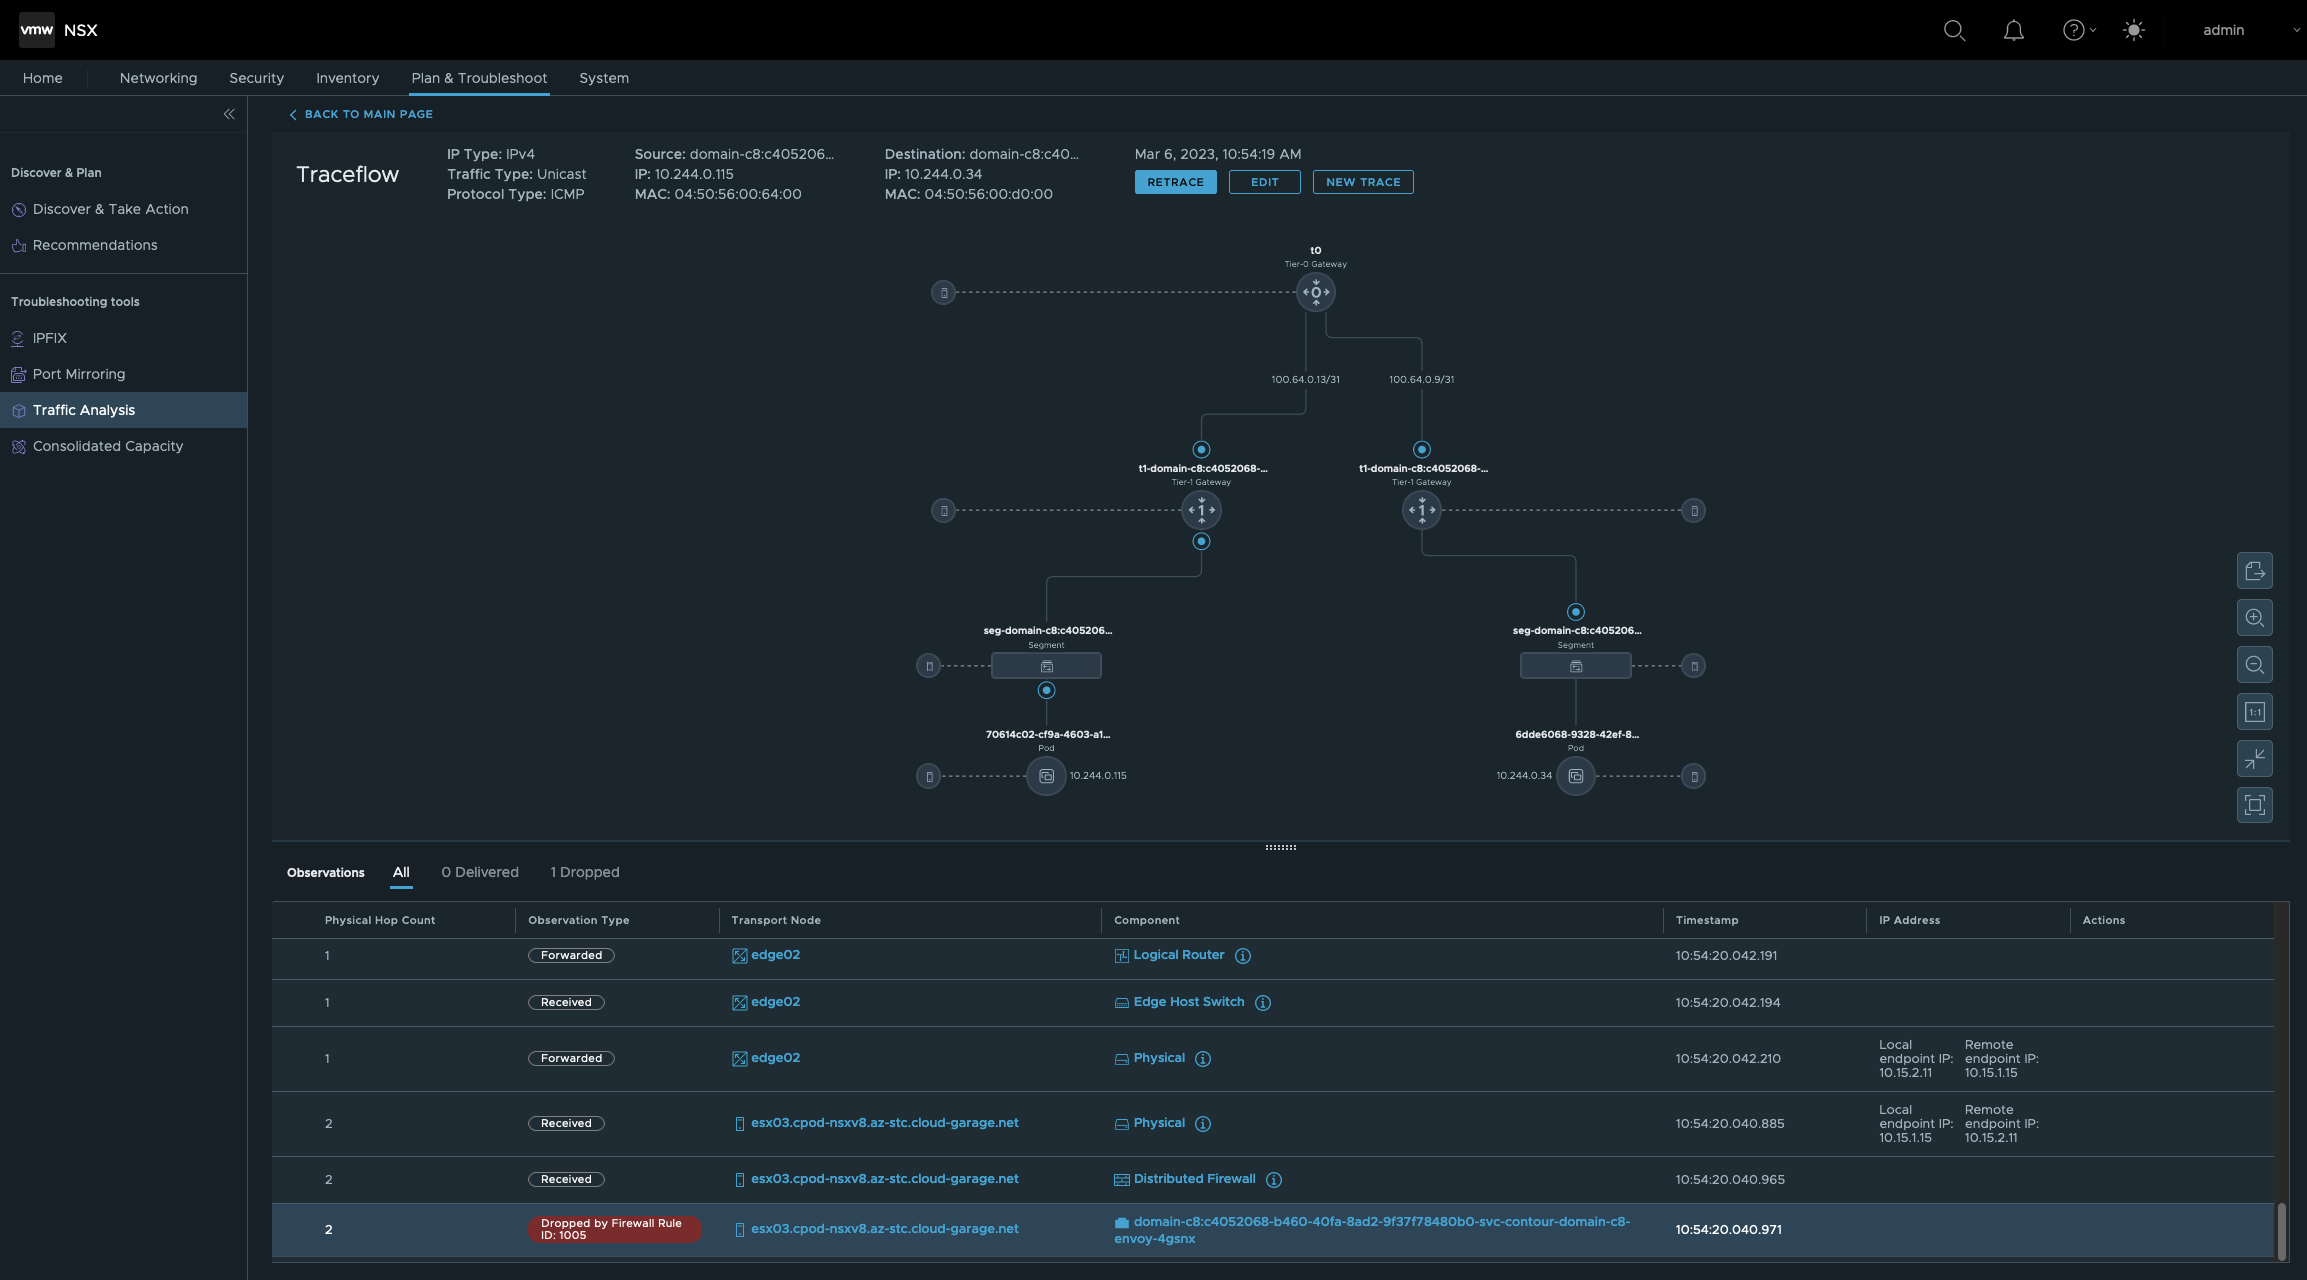 vmw NSX
admin
Home Networking Security Inventory Plan & Troubleshoot System
BACK TO MAIN PAGE
Discover & Plan
Discover & Take Action
Recommendations
Troubleshooting tools
IPFIX
Port Mirroring
Traffic Analysis
Consolidated Capacity
Traceflow
IP Type: IPv4
Traffic Type: Unicast
Protocol Type: ICMP
Source: domain-c8:c405206...
IP: 10.244.0.115
MAC: 04:50:56:00:64:00
Destination: domain-c8:c40...
IP: 10.244.0.34
MAC: 04:50:56:00:d0:00
Mar 6, 2023, 10:54:19 AM
RETRACE EDIT NEW TRACE
t0
Tier-0 Gateway
0
100.64.0.13/31 100.64.0.9/31
t1-domain-c8:c4052068-... t1-domain-c8:c4052068-...
Tier-1 Gateway Tier-1 Gateway
1 1
seg-domain-c8:c405206... seg-domain-c8:c405206...
Segment Segment
70614c02-cf9a-4603-a1... 6dde6068-9328-42ef-8...
Pod Pod
10.244.0.115 10.244.0.34
1:1
Observations All 0 Delivered 1 Dropped
Physical Hop Count Observation Type Transport Node Component Timestamp IP Address Actions
1 Forwarded edge02 Logical Router 10:54:20.042.191
1 Received edge02 Edge Host Switch 10:54:20.042.194
1 Forwarded edge02 Physical 10:54:20.042.210
Local Remote
endpoint IP: endpoint IP:
10.15.2.11 10.15.1.15
2 Received esx03.cpod-nsxv8.az-stc.cloud-garage.net Physical 10:54:20.040.885
Local Remote
endpoint IP: endpoint IP:
10.15.1.15 10.15.2.11
2 Received esx03.cpod-nsxv8.az-stc.cloud-garage.net Distributed Firewall 10:54:20.040.965
2 Dropped by Firewall Rule
ID: 1005
esx03.cpod-nsxv8.az-stc.cloud-garage.net
domain-c8:c4052068-b460-40fa-8ad2-9f37f78480b0-svc-contour-domain-c8-
envoy-4gsnx
10:54:20.040.971